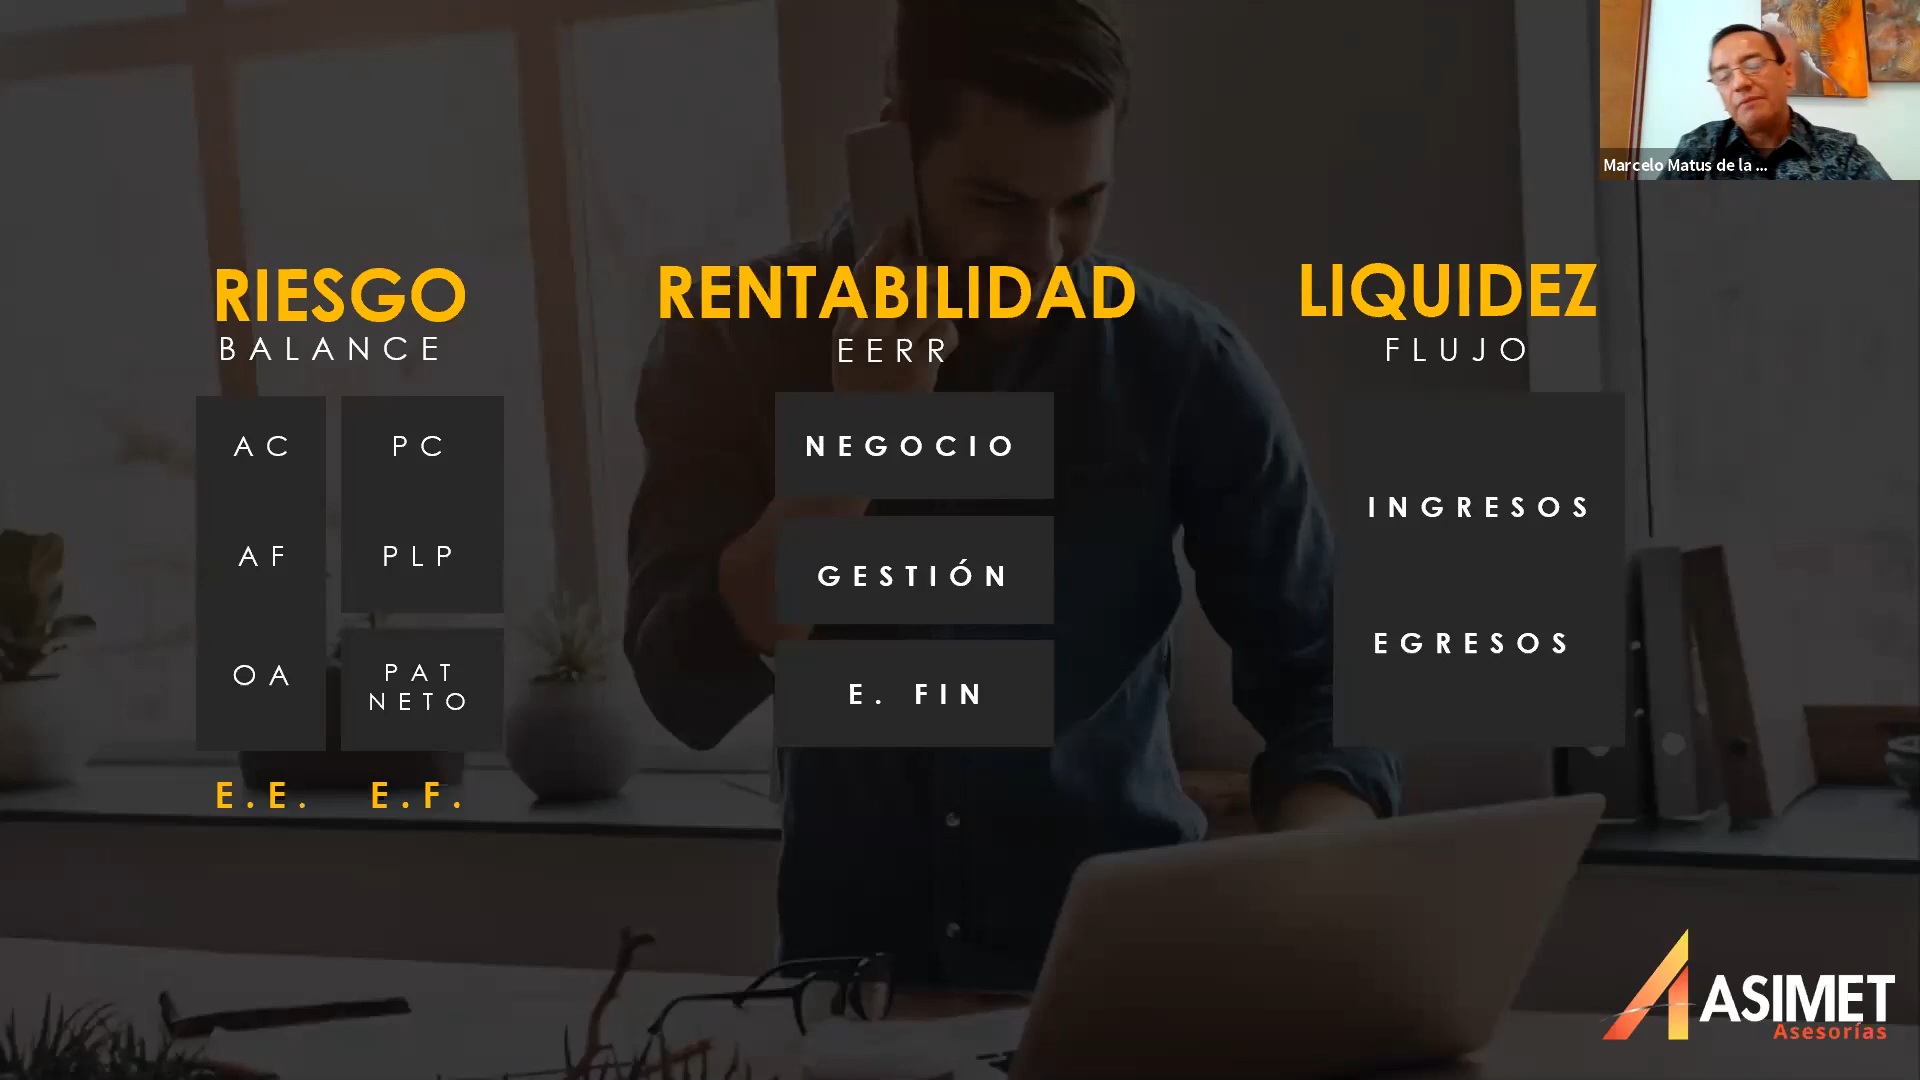 Marcelo Matus de la ...
RIESGO
BALANCE
AC
PC
AF
PLP
OA
PAT
NETO
E.E.
E.F.
RENTABILIDAD
EERR
NEGOCIO
GESTIÓN
E. FIN
LIQUIDEZ
FLUJO
INGRESOS
EGRESOS
ASIMET
Asesorías